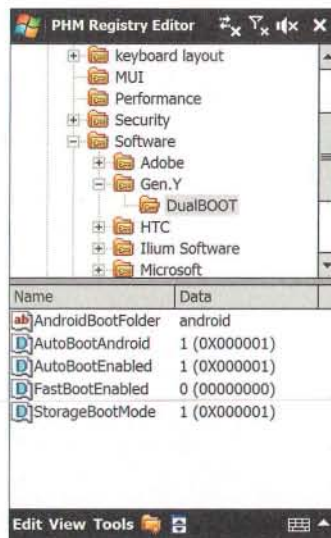 PHM Registry Editor
keyboard layout
MUI
Performance
Security
Software
Adobe
Gen.Y
DualBOOT
HTC
Ilium Software
Microsoft
Name Data
ab AndroidBootFolder android
D AutoBootAndroid 1 (0X000001)
D AutoBootEnabled 1 (0X000001)
D FastBootEnabled 0 (00000000)
D StorageBootMode 1 (0X000001)
Edit View Tools